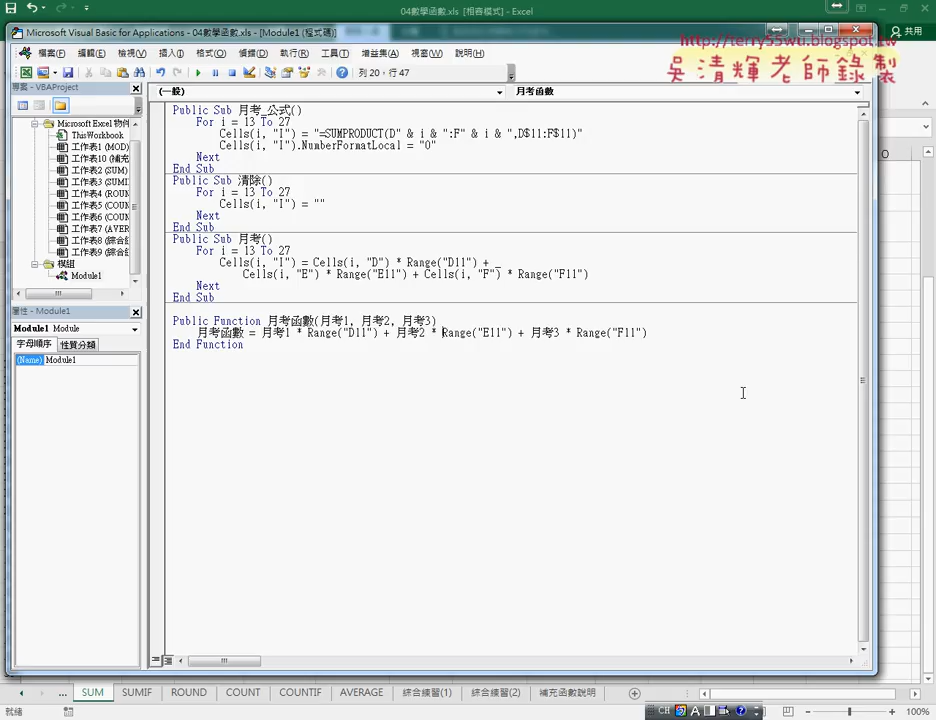 04數學函數.xls [相容模式] - Excel
Microsoft Visual Basic for Applications - 04數學函數.xls - [Module1 (程式碼)]
共用
http://terry55wu.blogspot.tw
吳清輝老師錄製
檔案(F) 編輯(E) 檢視(V) 插入(I) 格式(O) 偵錯(D) 執行(R) 工具(T) 增益集(A) 視窗(W) 說明(H)
列 20，行 47
專案 - VBAProject
Microsoft Excel 物件
ThisWorkbook
工作表1 (MOD)
工作表10 (補充
工作表2 (SUM)
工作表3 (SUMI
工作表4 (ROUN
工作表5 (COU
工作表6 (COU
工作表7 (AVER
工作表8 (綜合
工作表9 (綜合
模組
Module1
屬性 - Module1
Module1 Module
字母順序 性質分類
(Name) Module1
(一般) 月考函數
Public Sub 月考_公式()
For i = 13 To 27
Cells(i, "I") = "=SUMPRODUCT(D" & i & ":F" & i & ",D$11:F$11)"
Cells(i, "I").NumberFormatLocal = "0"
Next
End Sub
Public Sub 清除()
For i = 13 To 27
Cells(i, "I") = ""
Next
End Sub
Public Sub 月考()
For i = 13 To 27
Cells(i, "I") = Cells(i, "D") * Range("D11") + _
Cells(i, "E") * Range("E11") + Cells(i, "F") * Range("F11")
Next
End Sub
Public Function 月考函數(月考1, 月考2, 月考3)
月考函數 = 月考1 * Range("D11") + 月考2 * Range("E11") + 月考3 * Range("F11")
End Function
O
... SUM SUMIF ROUND COUNT COUNTIF AVERAGE 綜合練習(1) 綜合練習(2) 補充函數說明
就緒
CH
100%